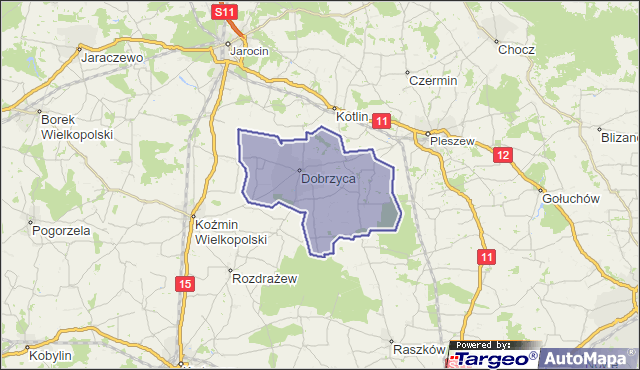 S11
Jarocin
Jaraczewo
Chocz
Czermin
Borek
Wielkopolski
Kotlin
11
Pleszew
Blizanó
12
Dobrzyca
Gołuchów
Koźmin
Wielkopolski
Pogorzela
11
Rozdrażew
15
Raszków
Kobylin
Powered by:
Targeo®
AutoMapa®